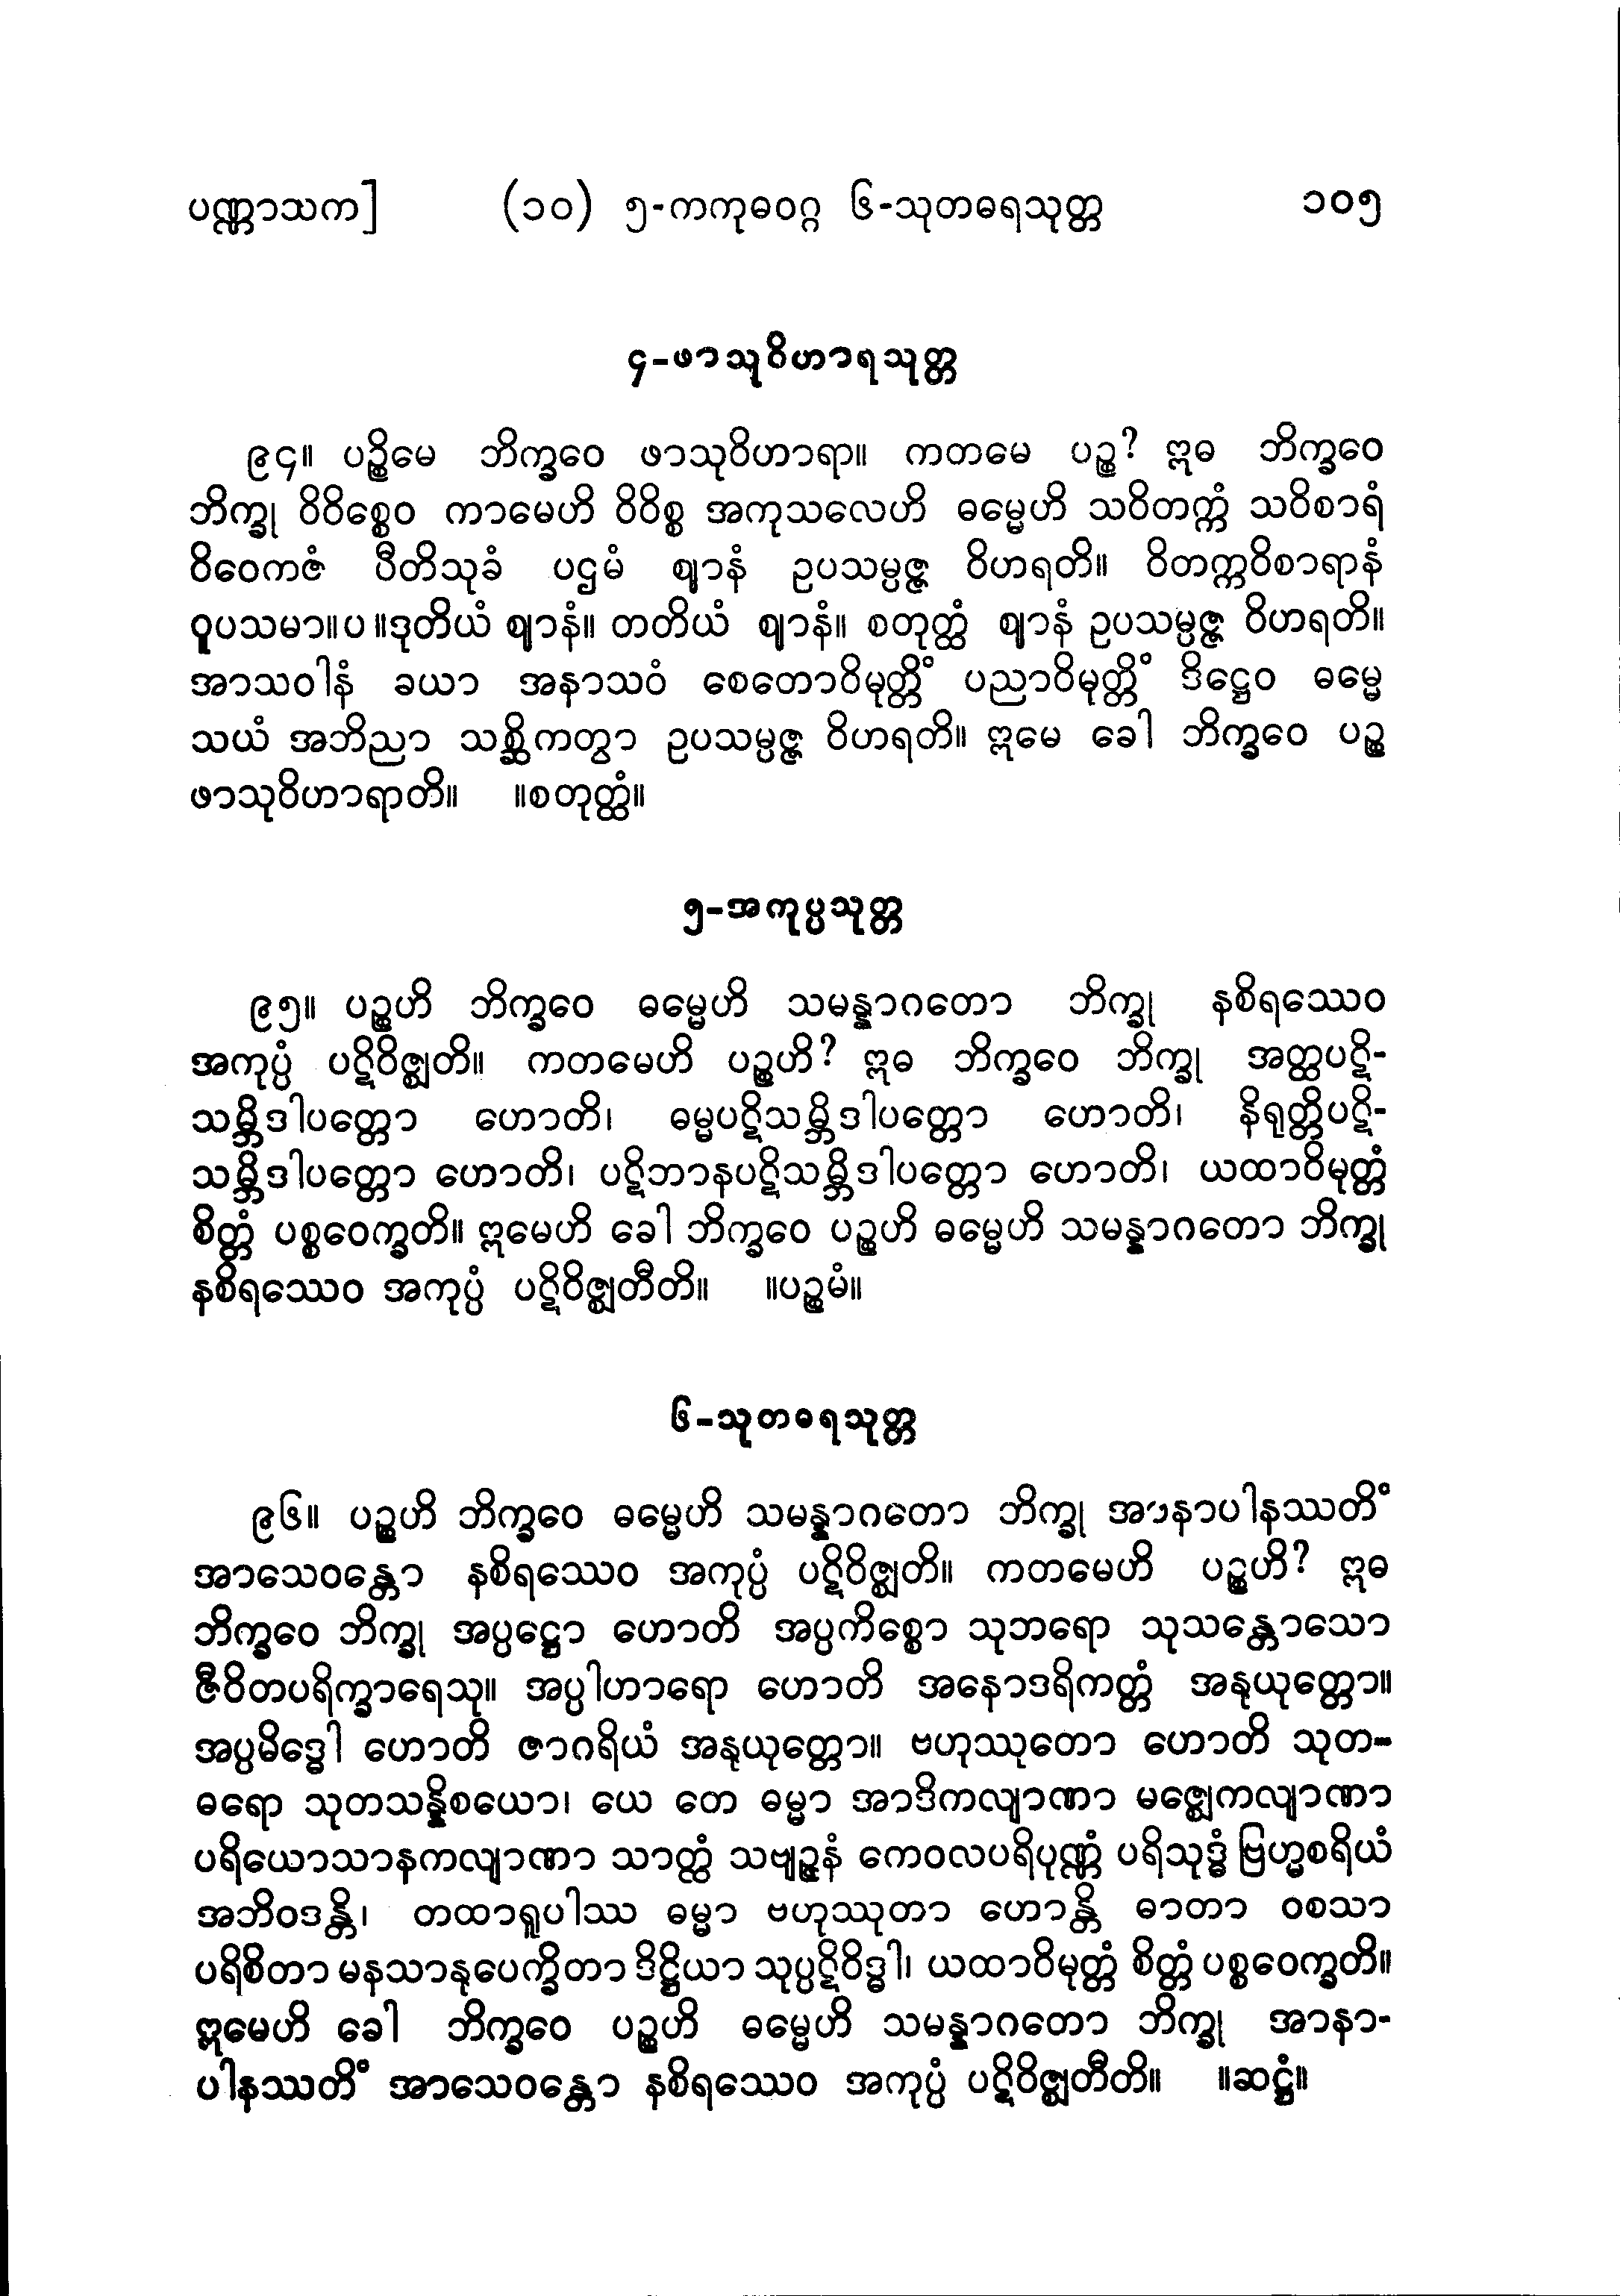 ပဏ္ဏာသက] (၁၀) ၅-ကကုဓဝဂ္ဂ ၆-သုတဓရသုတ္တ ၁၀၅
၄-ဖာသုဝိဟာရသုတ္တ
၉၄။ ပဉ္စိမေ ဘိက္ခဝေ ဖာသုဝိဟာရာ။ ကတမေ ပဉ္စ? ဣဓ ဘိက္ခဝေ
ဘိက္ခု ဝိဝိစ္စေဝ ကာမေဟိ ဝိဝိစ္စ အကုသလေဟိ ဓမ္မေဟိ သဝိတက္ကံ သဝိစာရံ
ဝိဝေကဇံ ပီတိသုခံ ပဌမံ ဈာနံ ဥပသမ္ပဇ္ဇ ဝိဟရတိ။ ဝိတက္ကဝိစာရာနံ
ဝူပသမာ။ပ။ဒုတိယံ ဈာနံ။ တတိယံ ဈာနံ။ စတုတ္ထံ ဈာနံ ဥပသမ္ပဇ္ဇ ဝိဟရတိ။
အာသဝါနံ ခယာ အနာသဝံ စေတောဝိမုတ္တိံ ပညာဝိမုတ္တိံ ဒိဋ္ဌေဝ ဓမ္မေ
သယံ အဘိညာ သစ္ဆိကတွာ ဥပသမ္ပဇ္ဇ ဝိဟရတိ။ ဣမေ ခေါ ဘိက္ခဝေ ပဉ္စ
ဖာသုဝိဟာရာတိ။ ။စတုတ္ထံ။
၅-အကုပ္ပသုတ္တ
၉၅။ ပဉ္စဟိ ဘိက္ခဝေ ဓမ္မေဟိ သမန္နာဂတော ဘိက္ခု နစိရဿေဝ
အကုပ္ပံ ပဋိဝိဇ္ဈတိ။ ကတမေဟိ ပဉ္စဟိ? ဣဓ ဘိက္ခဝေ ဘိက္ခု အတ္ထပဋိ-
သမ္ဘိဒါပတ္တော ဟောတိ၊ ဓမ္မပဋိသမ္ဘိဒါပတ္တော ဟောတိ၊ နိရုတ္တိပဋိ-
သမ္ဘိဒါပတ္တော ဟောတိ၊ ပဋိဘာနပဋိသမ္ဘိဒါပတ္တော ဟောတိ၊ ယထာဝိမုတ္တံ
စိတ္တံ ပစ္စဝေက္ခတိ။ ဣမေဟိ ခေါ ဘိက္ခဝေ ပဉ္စဟိ ဓမ္မေဟိ သမန္နာဂတော ဘိက္ခု
နစိရဿေဝ အကုပ္ပံ ပဋိဝိဇ္ဈတီတိ။ ။ပဉ္စမံ။
၆-သုတဓရသုတ္တ
၉၆။ ပဉ္စဟိ ဘိက္ခဝေ ဓမ္မေဟိ သမန္နာဂတော ဘိက္ခု အာနာပါနဿတိံ
အာသေဝန္တော နစိရဿေဝ အကုပ္ပံ ပဋိဝိဇ္ဈတိ။ ကတမေဟိ ပဉ္စဟိ? ဣဓ
ဘိက္ခဝေ ဘိက္ခု အပ္ပဋ္ဌော ဟောတိ အပ္ပကိစ္စော သုဘရော သုသန္တောသော
ဇီဝိတပရိက္ခာရေသု။ အပ္ပါဟာရော ဟောတိ အနောဒရိကတ္တံ အနုယုတ္တော။
အပ္ပမိဒ္ဓေါ ဟောတိ ဇာဂရိယံ အနုယုတ္တော။ ဗဟုဿုတော ဟောတိ သုတ-
ဓရော သုတသန္နိစယော၊ ယေ တေ ဓမ္မာ အာဒိကလျာဏာ မဇ္ဈေကလျာဏာ
ပရိယောသာနကလျာဏာ သာတ္ထံ သဗျဉ္ဇနံ ကေဝလပရိပုဏ္ဏံ ပရိသုဒ္ဓံ ဗြဟ္မစရိယံ
အဘိဝဒန္တိ၊ တထာရူပါဿ ဓမ္မာ ဗဟုဿုတာ ဟောန္တိ ဓာတာ ဝစသာ
ပရိစိတာ မနသာနုပေက္ခိတာ ဒိဋ္ဌိယာ သုပ္ပဋိဝိဒ္ဓါ၊ ယထာဝိမုတ္တံ စိတ္တံ ပစ္စဝေက္ခတိ။
ဣမေဟိ ခေါ ဘိက္ခဝေ ပဉ္စဟိ ဓမ္မေဟိ သမန္နာဂတော ဘိက္ခု အာနာ-
ပါနဿတိံ အာသေဝန္တော နစိရဿေဝ အကုပ္ပံ ပဋိဝိဇ္ဈတီတိ။ ။ဆဋ္ဌံ။